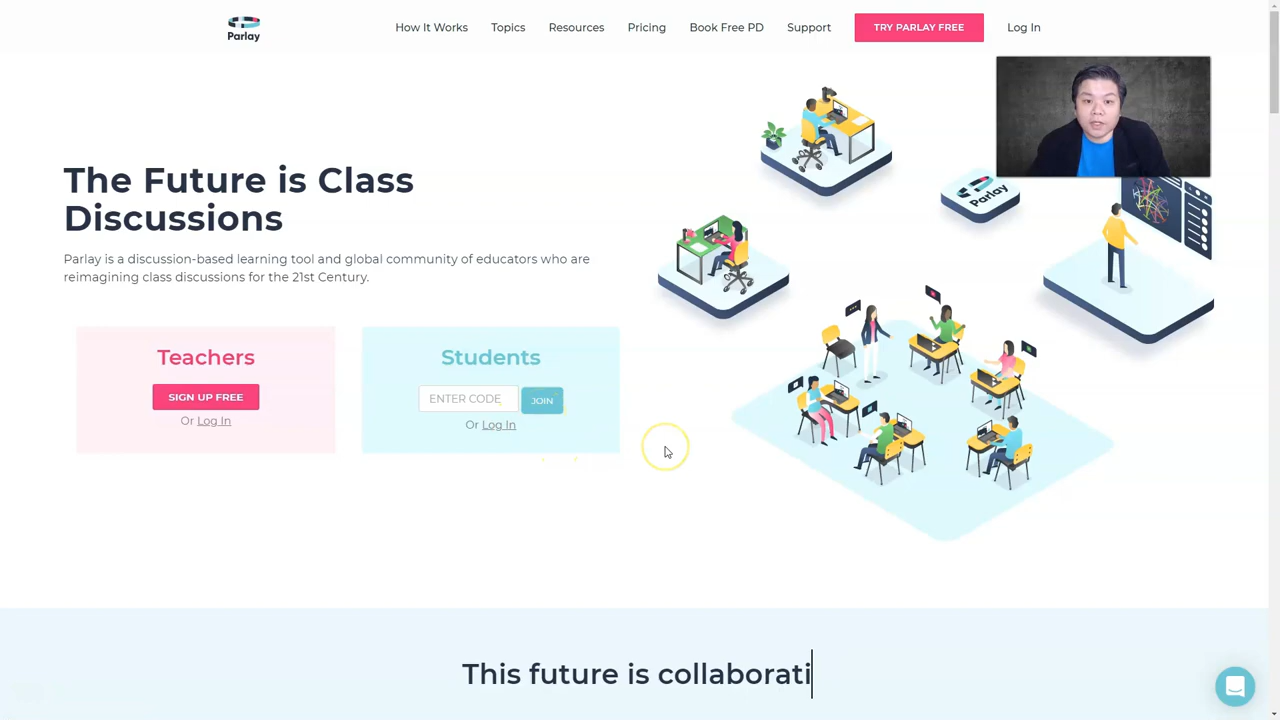 Parlay
How It Works
Topics
Resources
Pricing
Book Free PD
Support
TRY PARLAY FREE
Log In
Parlay
The Future is Class
Discussions
Parlay is a discussion-based learning tool and global community of educators who are
reimagining class discussions for the 21st Century.
Teachers
SIGN UP FREE
Or Log In
Students
ENTER CODE
JOIN
Or Log In
This future is collaborati